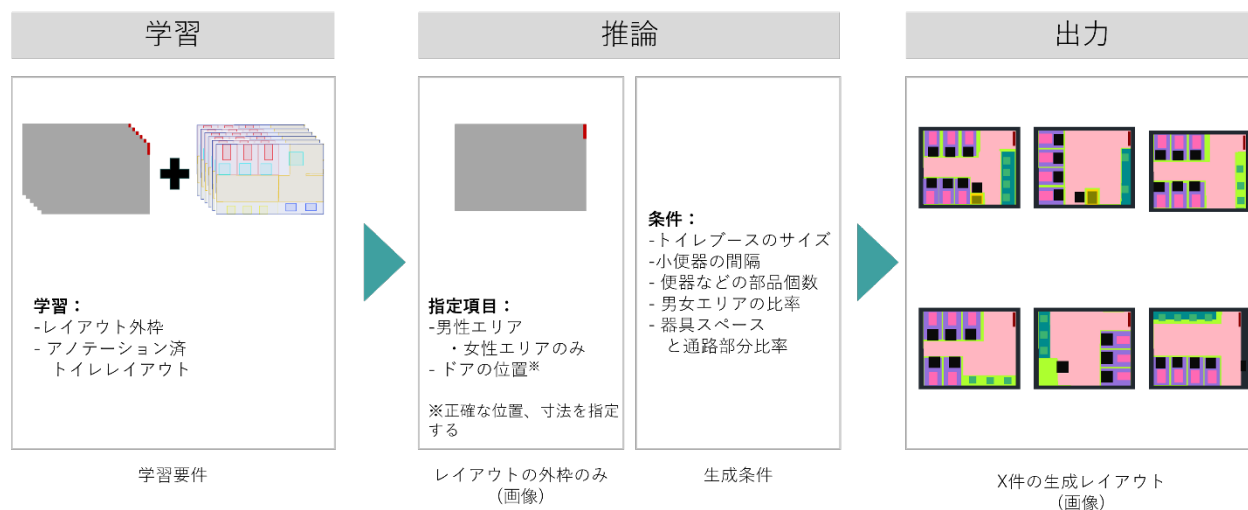 学習
推論
出力
学習：
-レイアウト外枠
- アノテーション済
トイレレイアウト
指定項目：
-男性エリア
・女性エリアのみ
- ドアの位置※
※正確な位置、寸法を指定
する
条件：
-トイレブースのサイズ
-小便器の間隔
- 便器などの部品個数
- 男女エリアの比率
- 器具スペース
と通路部分比率
学習要件
レイアウトの外枠のみ
(画像)
生成条件
X件の生成レイアウト
(画像)